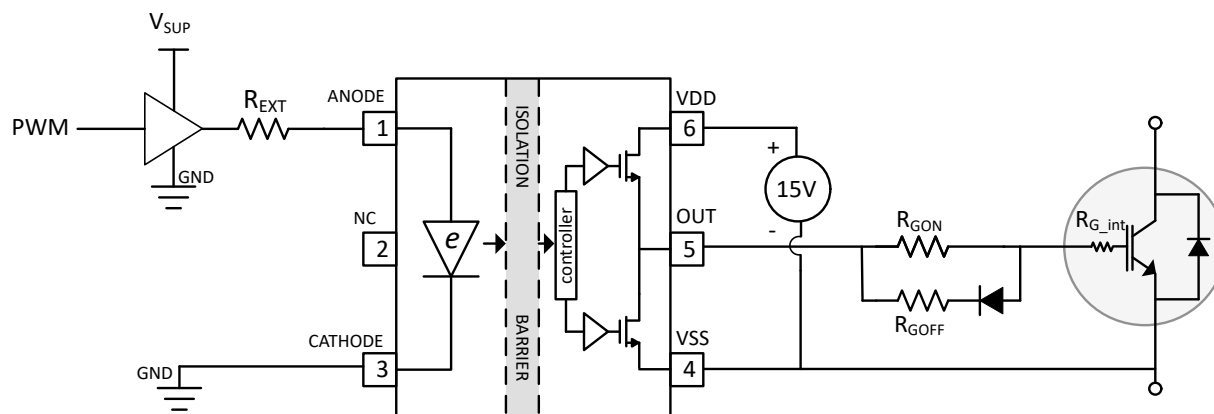 VSUP
PWM
REXT
GND
ANODE
1
NC
2
CATHODE
3
GND
e
ISOLATION
BARRIER
controller
VDD
6
OUT
5
VSS
4
+
15V
-
RGON
RGOFF
RG_int